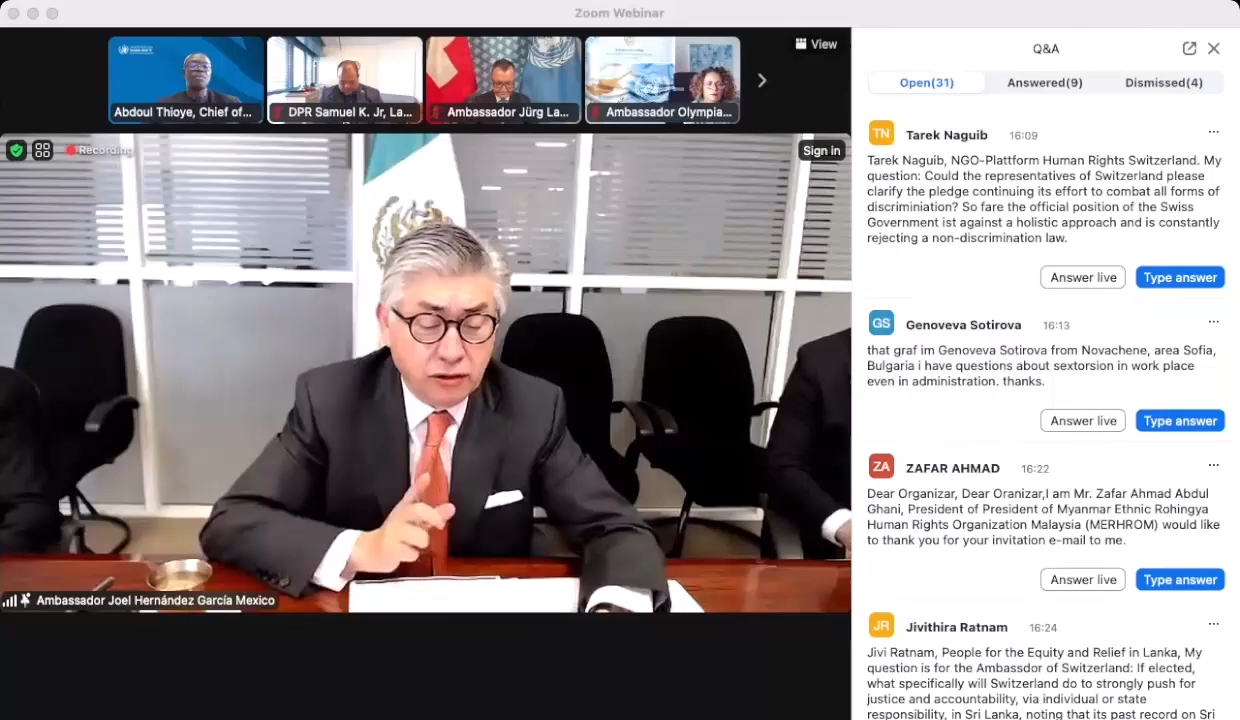 Zoom Webinar
Abdoul Thioye, Chief of...
DPR Samuel K. Jr, La...
Ambassador Jürg La...
Ambassador Olympia...
View
Recording
Sign in
Ambassador Joel Hernández García Mexico
Q&A
Open(31)
Answered(9)
Dismissed(4)
TN
Tarek Naguib 16:09
Tarek Naguib, NGO-Plattform Human Rights Switzerland. My
question: Could the representatives of Switzerland please
clarify the pledge continuing its effort to combat all forms of
discriminiation? So fare the official position of the Swiss
Government ist against a holistic approach and is constantly
rejecting a non-discrimination law.
Answer live
Type answer
GS
Genoveva Sotirova 16:13
that graf im Genoveva Sotirova from Novachene, area Sofia,
Bulgaria i have questions about sextorsion in work place
even in administration. thanks.
Answer live
Type answer
ZA
ZAFAR AHMAD 16:22
Dear Organizar, Dear Oranizar,I am Mr. Zafar Ahmad Abdul
Ghani, President of President of Myanmar Ethnic Rohingya
Human Rights Organization Malaysia (MERHROM) would like
to thank you for your invitation e-mail to me.
Answer live
Type answer
JR
Jivithira Ratnam 16:24
Jivi Ratnam, People for the Equity and Relief in Lanka, My
question is for the Ambassdor of Switzerland: If elected,
what specifically will Switzerland do to strongly push for
justice and accountability, via individual or state
responsibility, in Sri Lanka, noting that its past record on Sri